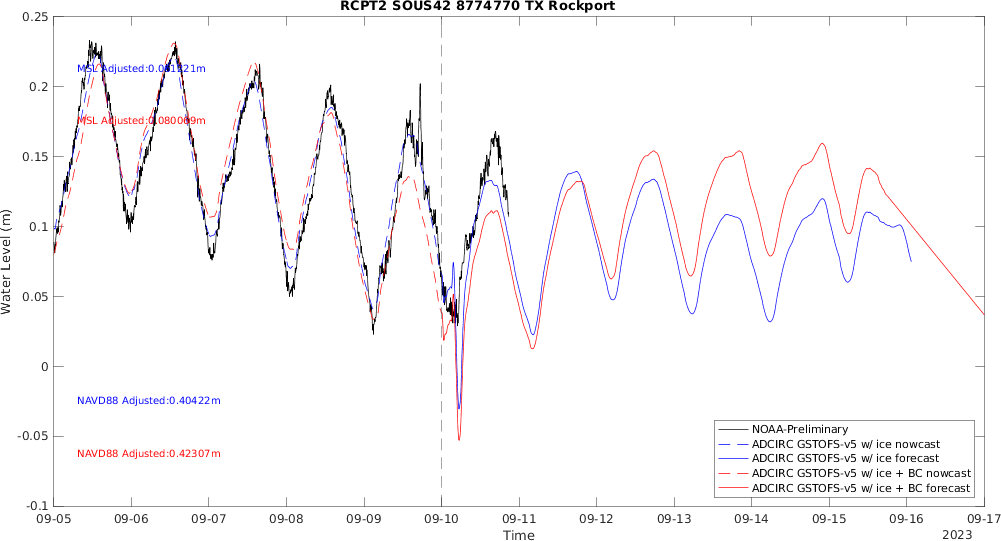 RCPT2 SOUS42 8774770 TX Rockport
0.25
0.2
0.15
0.1
0.05
0
-0.05
-0.1
Water Level (m)
MSL Adjusted:
MSL Adjusted:
NAVD88 Adjusted:0.40422m
NAVD88 Adjusted:0.42307m
NOAA-Preliminary
ADCIRC GSTOFS-v5 w/ ice nowcast
ADCIRC GSTOFS-v5 w/ ice forecast
ADCIRC GSTOFS-v5 w/ ice + BC nowcast
ADCIRC GSTOFS-v5 w/ ice + BC forecast
09-05 09-06 09-07 09-08 09-09 09-10 09-11 09-12 09-13 09-14 09-15 09-16 09-17
Time
2023